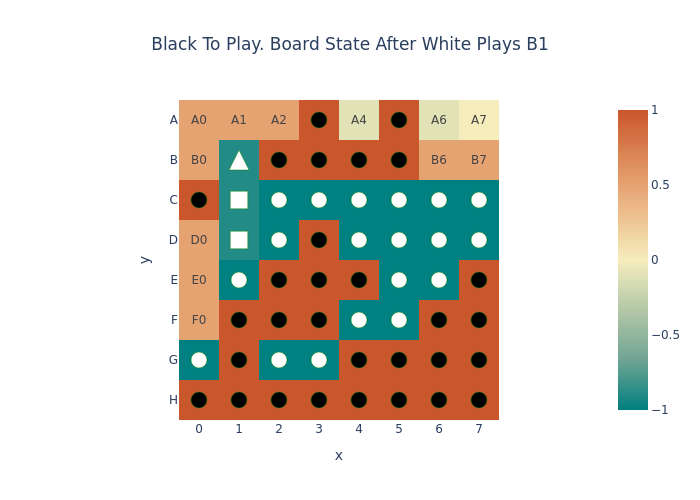 Black To Play. Board State After White Plays B1
A A0 A1 A2 A4 A6 A7
B B0 B6 B7
C
D D0
E E0
F F0
G
H
0 1 2 3 4 5 6 7
x
y
1
0.5
0
−0.5
−1